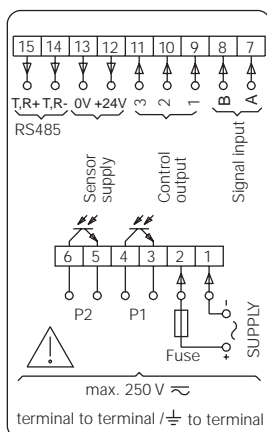 15 14 13 12 11 10 9 8 7
T,R+ T,R- 0V +24V 3 2 1 B A
RS485
Sensor
supply
Control
output
Signal input
6 5 4 3 2 1
P2 P1
-
~
+
SUPPLY
Fuse
!
max. 250 V ⏦
terminal to terminal /⏚ to terminal